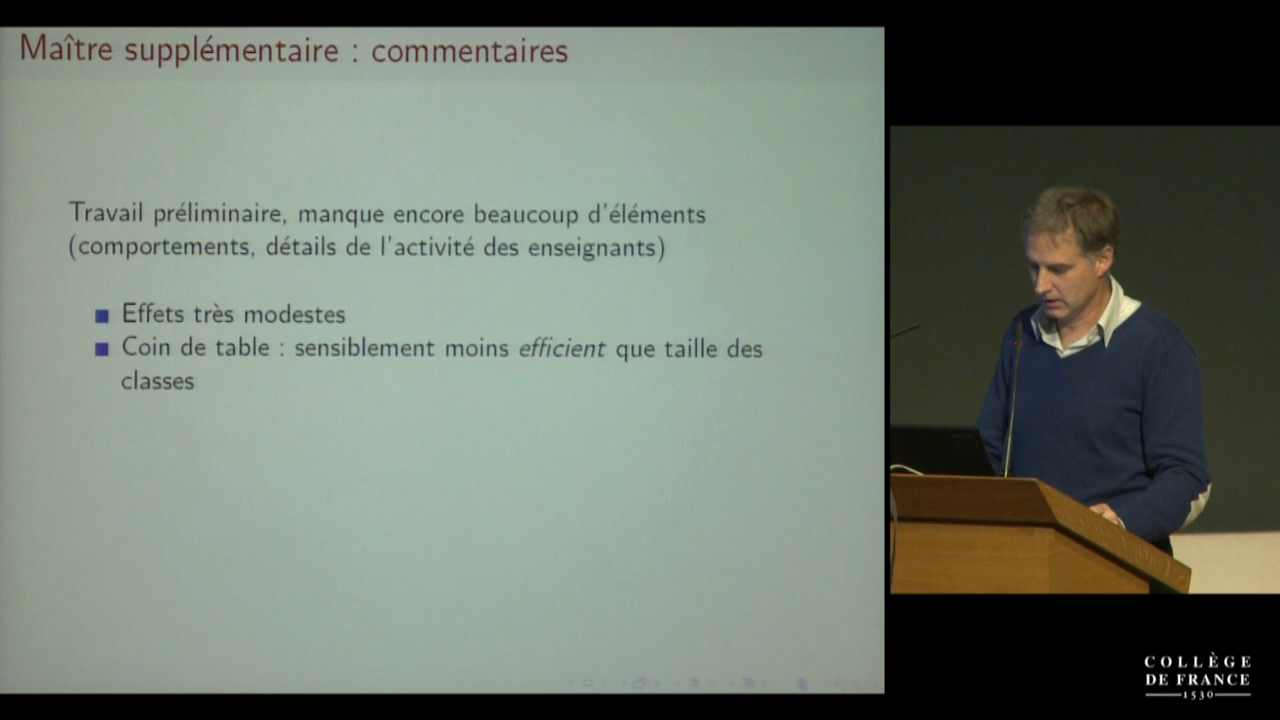 Maître supplémentaire : commentaires
Travail préliminaire, manque encore beaucoup d'éléments
(comportements, détails de l'activité des enseignants)
Effets très modestes
Coin de table : sensiblement moins efficient que taille des
classes
COLLÈGE
DE FRANCE
1530